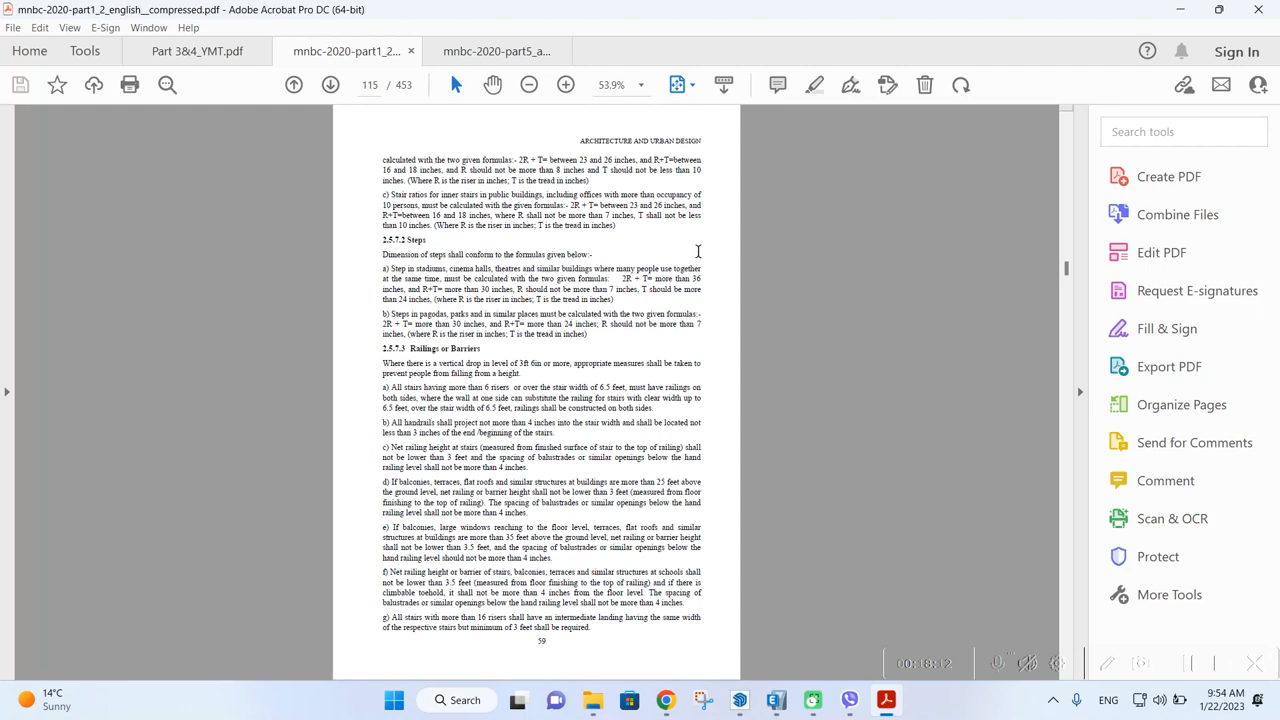 mnbc-2020-part1_2_english__compressed.pdf - Adobe Acrobat Pro DC (64-bit)
File Edit View E-Sign Window Help
Home Tools Part 3&4_YMT.pdf mnbc-2020-part1_2... × mnbc-2020-part5_a... Sign In
115 / 453 53.9%
ARCHITECTURE AND URBAN DESIGN
calculated with the two given formulas:- 2R + T= between 23 and 26 inches, and R+T=between
16 and 18 inches, and R should not be more than 8 inches and T should not be less than 10
inches. (Where R is the riser in inches; T is the tread in inches)
c) Stair ratios for inner stairs in public buildings, including offices with more than occupancy of
10 persons, must be calculated with the given formulas:- 2R + T= between 23 and 26 inches, and
R+T=between 16 and 18 inches, where R shall not be more than 7 inches, T shall not be less
than 10 inches. (Where R is the riser in inches; T is the tread in inches)
2.5.7.2 Steps
Dimension of steps shall conform to the formulas given below:-
a) Step in stadiums, cinema halls, theatres and similar buildings where many people use together
at the same time, must be calculated with the two given formulas: 2R + T= more than 36
inches, and R+T= more than 30 inches, R should not be more than 7 inches, T should be more
than 24 inches, (where R is the riser in inches; T is the tread in inches)
b) Steps in pagodas, parks and in similar places must be calculated with the two given formulas:-
2R + T= more than 30 inches, and R+T= more than 24 inches; R should not be more than 7
inches, (where R is the riser in inches; T is the tread in inches)
2.5.7.3 Railings or Barriers
Where there is a vertical drop in level of 3ft 6in or more, appropriate measures shall be taken to
prevent people from falling from a height.
a) All stairs having more than 6 risers or over the stair width of 6.5 feet, must have railings on
both sides, where the wall at one side can substitute the railing for stairs with clear width up to
6.5 feet, over the stair width of 6.5 feet, railings shall be constructed on both sides.
b) All handrails shall project not more than 4 inches into the stair width and shall be located not
less than 3 inches of the end /beginning of the stairs.
c) Net railing height at stairs (measured from finished surface of stair to the top of railing) shall
not be lower than 3 feet and the spacing of balustrades or similar openings below the hand
railing level shall not be more than 4 inches.
d) If balconies, terraces, flat roofs and similar structures at buildings are more than 25 feet above
the ground level, net railing or barrier height shall not be lower than 3 feet (measured from floor
finishing to the top of railing). The spacing of balustrades or similar openings below the hand
railing level shall not be more than 4 inches.
e) If balconies, large windows reaching to the floor level, terraces, flat roofs and similar
structures at buildings are more than 35 feet above the ground level, net railing or barrier height
shall not be lower than 3.5 feet, and the spacing of balustrades or similar openings below the
hand railing level should not be more than 4 inches.
f) Net railing height or barrier of stairs, balconies, terraces and similar structures at schools shall
not be lower than 3.5 feet (measured from floor finishing to the top of railing) and if there is
climbable toehold, it shall not be more than 4 inches from the floor level. The spacing of
balustrades or similar openings below the hand railing level shall not be more than 4 inches.
g) All stairs with more than 16 risers shall have an intermediate landing having the same width
of the respective stairs but minimum of 3 feet shall be required.
59
Search tools
Create PDF
Combine Files
Edit PDF
Request E-signatures
Fill & Sign
Export PDF
Organize Pages
Send for Comments
Comment
Scan & OCR
Protect
More Tools
00:18:12
14°C
Sunny
Search
ENG
9:54 AM
1/22/2023